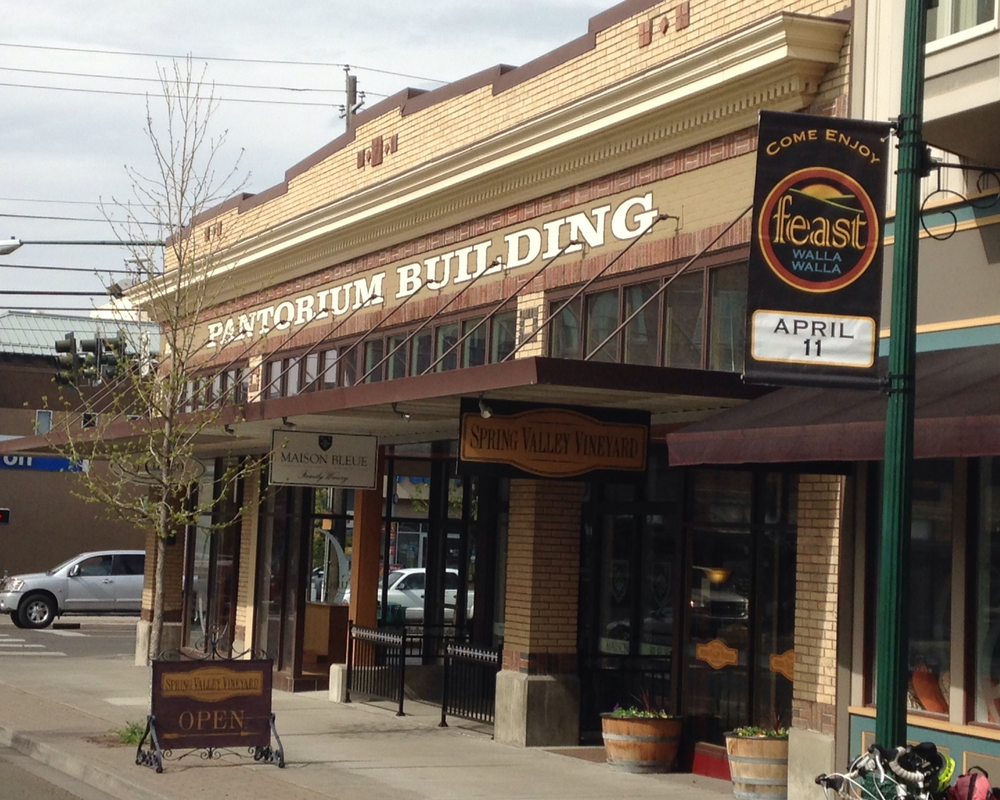 PANTORIUM BUILDING
COME ENJOY
feast
WALLA
WALLA
APRIL
11
SPRING VALLEY VINEYARD
MAISON BLEUE
Family Winery
SPRING VALLEY VINEYARD
OPEN